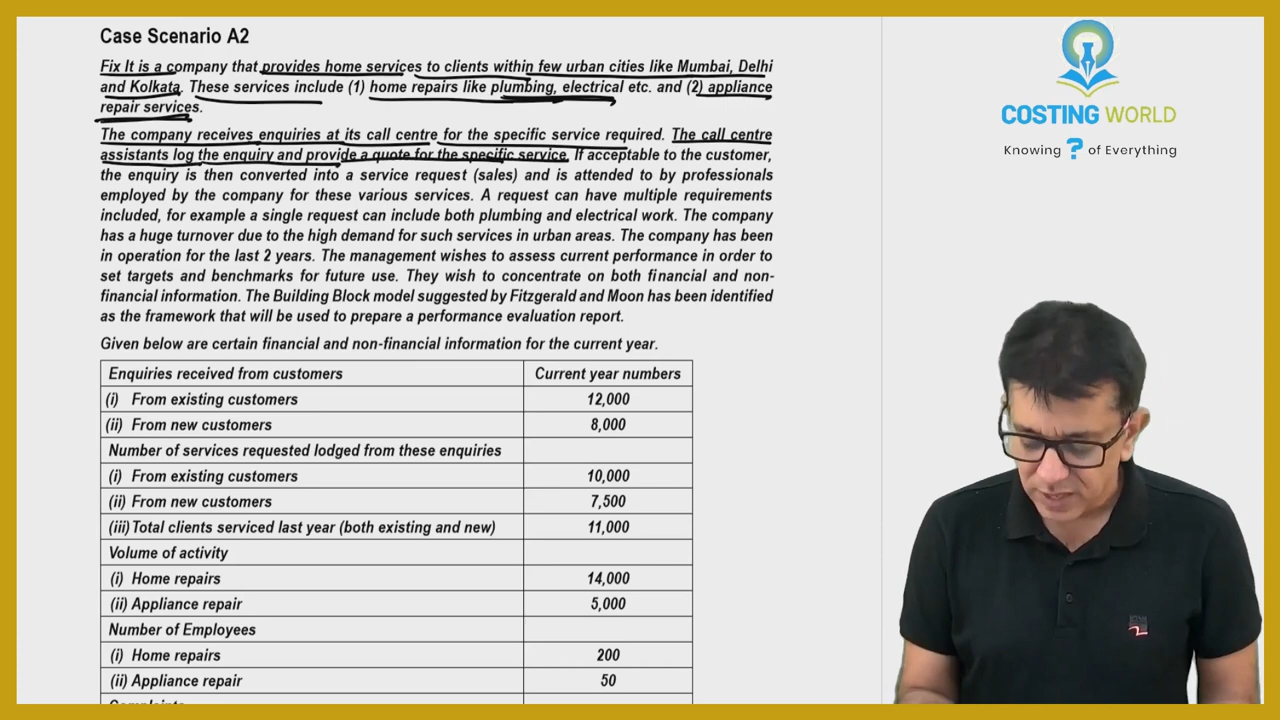 Case Scenario A2
Fix It is a company that provides home services to clients within few urban cities like Mumbai, Delhi
and Kolkata. These services include (1) home repairs like plumbing, electrical etc. and (2) appliance
repair services.
The company receives enquiries at its call centre for the specific service required. The call centre
assistants log the enquiry and provide a quote for the specific service. If acceptable to the customer,
the enquiry is then converted into a service request (sales) and is attended to by professionals
employed by the company for these various services. A request can have multiple requirements
included, for example a single request can include both plumbing and electrical work. The company
has a huge turnover due to the high demand for such services in urban areas. The company has been
in operation for the last 2 years. The management wishes to assess current performance in order to
set targets and benchmarks for future use. They wish to concentrate on both financial and non-
financial information. The Building Block model suggested by Fitzgerald and Moon has been identified
as the framework that will be used to prepare a performance evaluation report.
Given below are certain financial and non-financial information for the current year.
Enquiries received from customers Current year numbers
(i) From existing customers 12,000
(ii) From new customers 8,000
Number of services requested lodged from these enquiries
(i) From existing customers 10,000
(ii) From new customers 7,500
(iii) Total clients serviced last year (both existing and new) 11,000
Volume of activity
(i) Home repairs 14,000
(ii) Appliance repair 5,000
Number of Employees
(i) Home repairs 200
(ii) Appliance repair 50
COSTING WORLD
Knowing ? of Everything